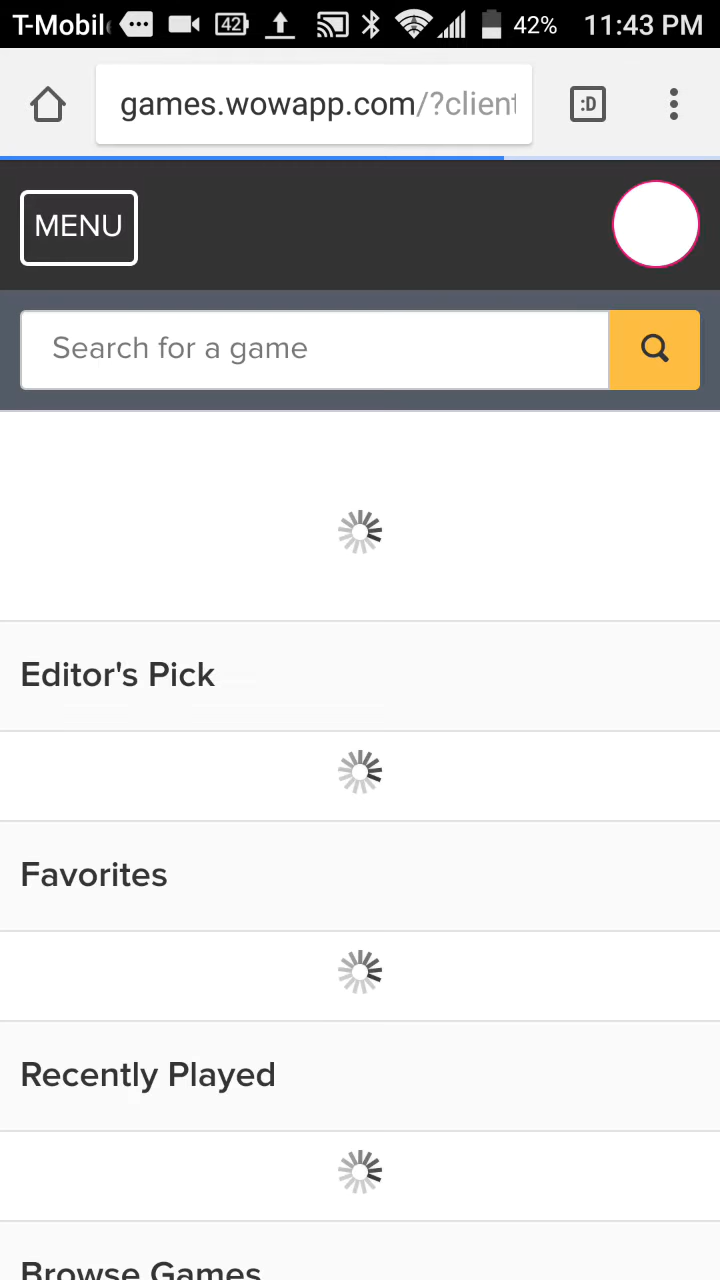 T-Mobil 42 42% 11:43 PM
games.wowapp.com/?client :D
MENU
Search for a game
Editor's Pick
Favorites
Recently Played
Browse Games